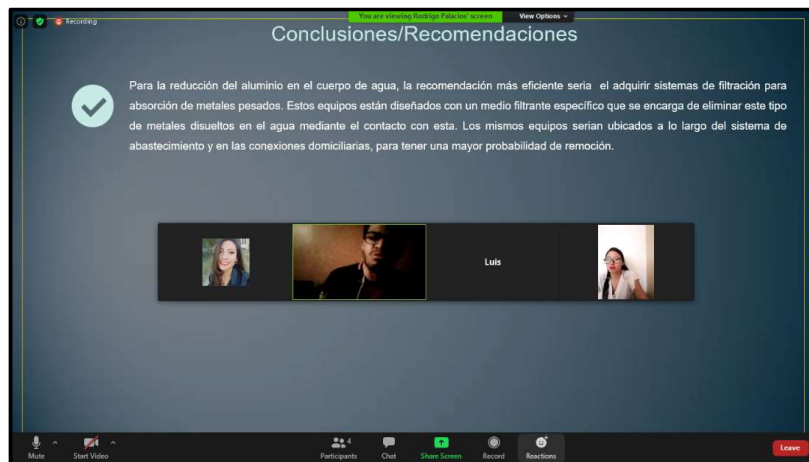 Recording
You are viewing Rodrigo Palacios' screen
View Options
Conclusiones/Recomendaciones
Para la reducción del aluminio en el cuerpo de agua, la recomendación más eficiente seria el adquirir sistemas de filtración para
absorción de metales pesados. Estos equipos están diseñados con un medio filtrante específico que se encarga de eliminar este tipo
de metales disueltos en el agua mediante el contacto con esta. Los mismos equipos serian ubicados a lo largo del sistema de
abastecimiento y en las conexiones domiciliarias, para tener una mayor probabilidad de remoción.
Luis
Mute
Start Video
4
Participants
Chat
Share Screen
Record
Reactions
Leave